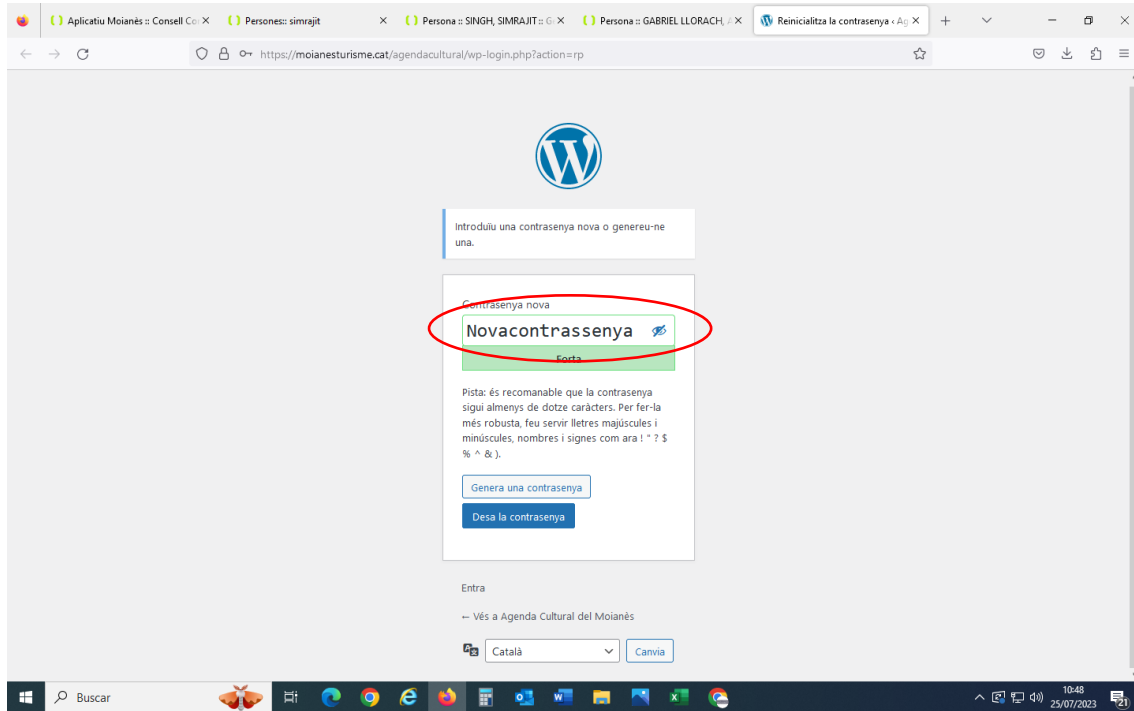 Aplicatiu Moianès :: Consell Co
Persones:: simrajit
Persona :: SINGH, SIMRAJIT :: G
Persona :: GABRIEL LLORACH, A
Reinicialitza la contrasenya ‹ Ag
https://moianesturisme.cat/agendacultural/wp-login.php?action=rp
Introduïu una contrasenya nova o genereu-ne
una.
Contrasenya nova
Novacontrassenya
Forta
Pista: és recomanable que la contrasenya
sigui almenys de dotze caràcters. Per fer-la
més robusta, feu servir lletres majúscules i
minúscules, nombres i signes com ara ! " ? $
% ^ & ).
Genera una contrasenya
Desa la contrasenya
Entra
← Vés a Agenda Cultural del Moianès
Català
Canvia
Buscar
10:48
25/07/2023
21